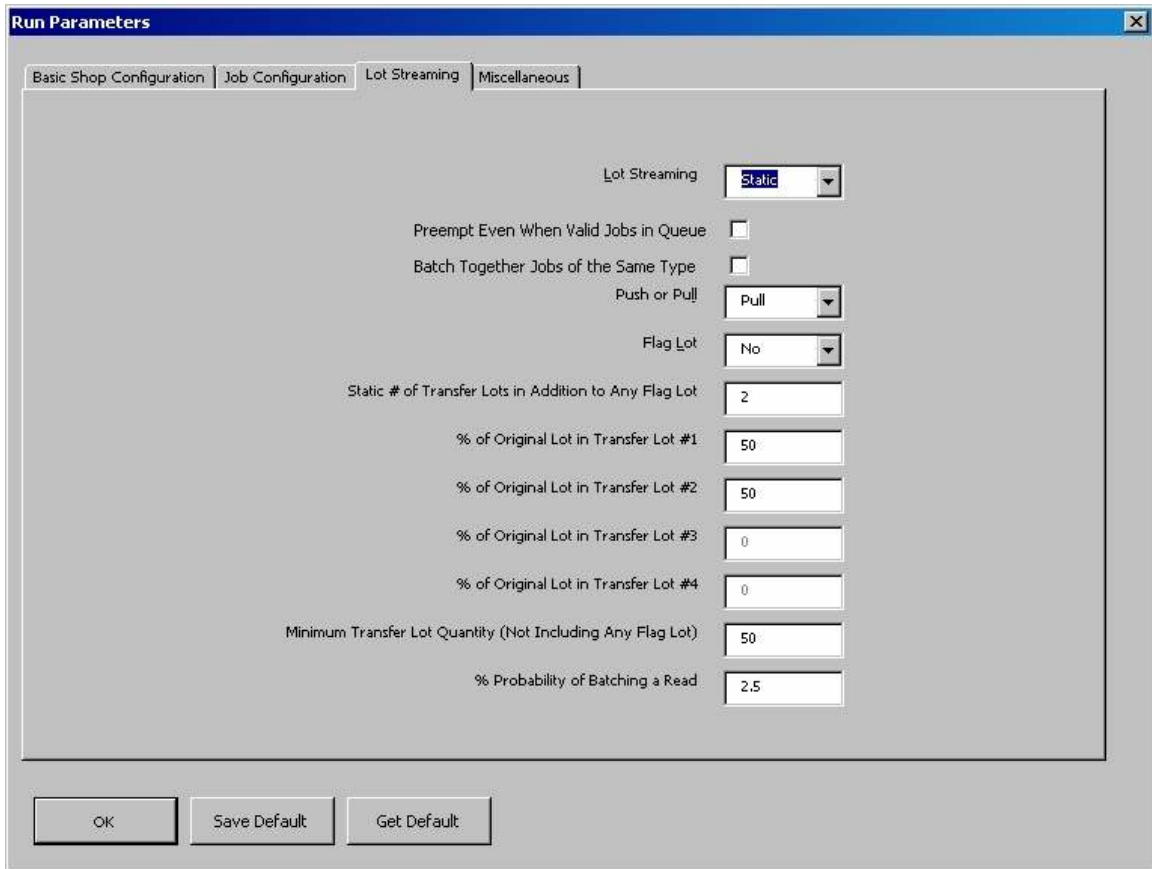 Run Parameters
Basic Shop Configuration Job Configuration Lot Streaming Miscellaneous
Lot Streaming Static
Preempt Even When Valid Jobs in Queue
Batch Together Jobs of the Same Type
Push or Pull Pull
Flag Lot No
Static # of Transfer Lots in Addition to Any Flag Lot 2
% of Original Lot in Transfer Lot #1 50
% of Original Lot in Transfer Lot #2 50
% of Original Lot in Transfer Lot #3 0
% of Original Lot in Transfer Lot #4 0
Minimum Transfer Lot Quantity (Not Including Any Flag Lot) 50
% Probability of Batching a Read 2.5
OK Save Default Get Default